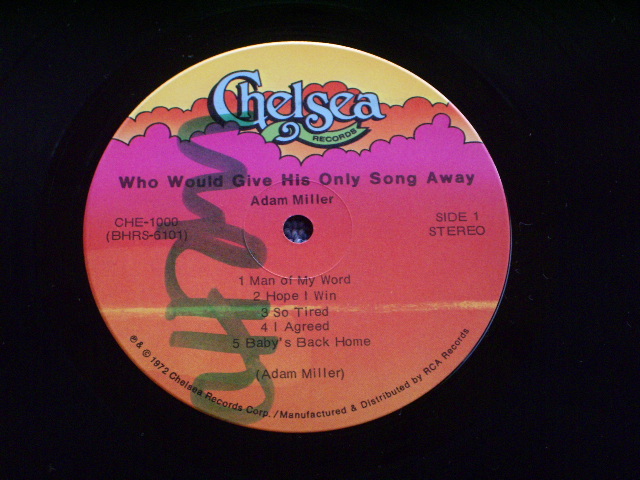 Chelsea
RECORDS
Who Would Give His Only Song Away
Adam Miller
CHE-1000
(BHRS-5101)
SIDE 1
STEREO
1 Man of My Word
2 Hope I Win
3 So Tired
4 I Agreed
5 Baby's Back Home
(Adam Miller)
℗ & © 1972 Chelsea Records Corp. / Manufactured & Distributed by RCA Records